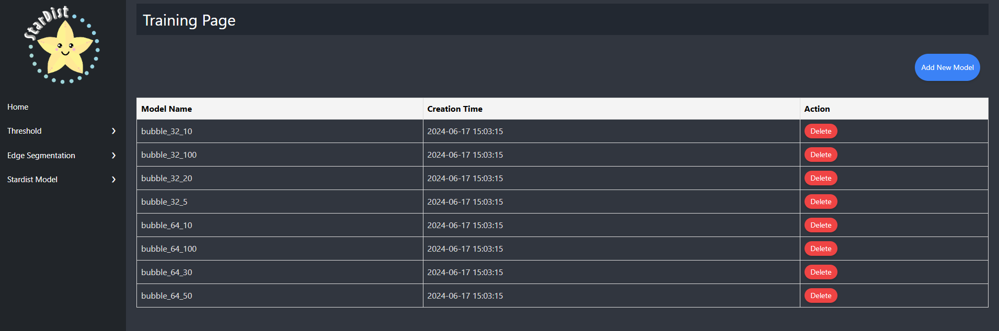 StarDist
Home
Threshold
Edge Segmentation
Stardist Model
Training Page
Add New Model
Model Name Creation Time Action
bubble_32_10 2024-06-17 15:03:15 Delete
bubble_32_100 2024-06-17 15:03:15 Delete
bubble_32_20 2024-06-17 15:03:15 Delete
bubble_32_5 2024-06-17 15:03:15 Delete
bubble_64_10 2024-06-17 15:03:15 Delete
bubble_64_100 2024-06-17 15:03:15 Delete
bubble_64_30 2024-06-17 15:03:15 Delete
bubble_64_50 2024-06-17 15:03:15 Delete